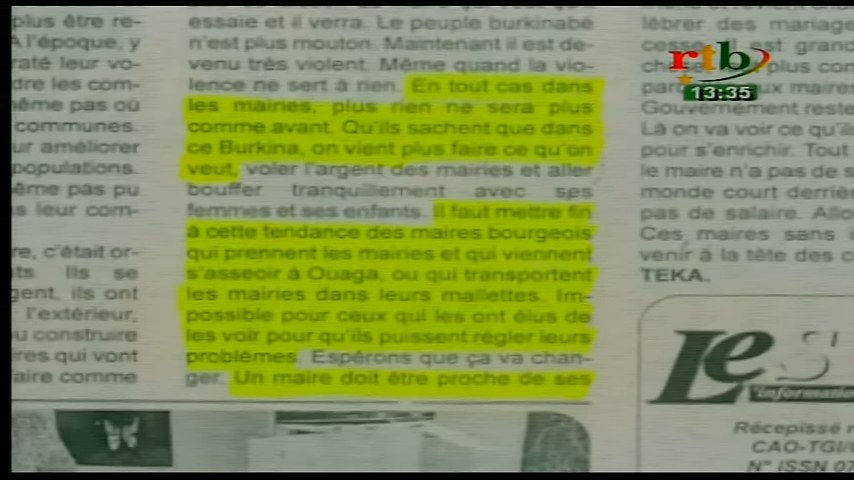 plus être re-
A l'époque, y
raté leur vo-
dre les com-
ême pas où
communes.
ur améliorer
populations.
ême pas pu
s leur com-
re, c'était or-
ts. Ils se
gent, ils ont
l'extérieur,
u construire
ires qui vont
aire comme
essaie et il verra. Le peuple burkinabè
n'est plus mouton. Maintenant il est de-
venu très violent. Même quand la vio-
lence ne sert à rien. En tout cas dans
les mairies, plus rien ne sera plus
comme avant. Qu'ils sachent que dans
ce Burkina, on vient plus faire ce qu'on
veut, voler l'argent des mairies et aller
bouffer tranquillement avec ses
femmes et ses enfants. Il faut mettre fin
à cette tendance des maires bourgeois
qui prennent les mairies et qui viennent
s'asseoir à Ouaga, ou qui transportent
les mairies dans leurs mallettes. Im-
possible pour ceux qui les ont élus de
les voir pour qu'ils puissent régler leurs
problèmes. Espérons que ça va chan-
ger. Un maire doit être proche de ses
lébrer des mariage
est grand
plus con
ux maire
Gouvernement reste
Là on va voir ce qu'il
pour s'enrichir. Tout
le maire n'a pas de s
monde court derrièr
pas de salaire. Allo
Ces maires sans i
venir à la tête des c
TEKA.
rtb
13:35
Le S
l'informatio
Récépissé n
CAO-TGI/
N° ISSN 07